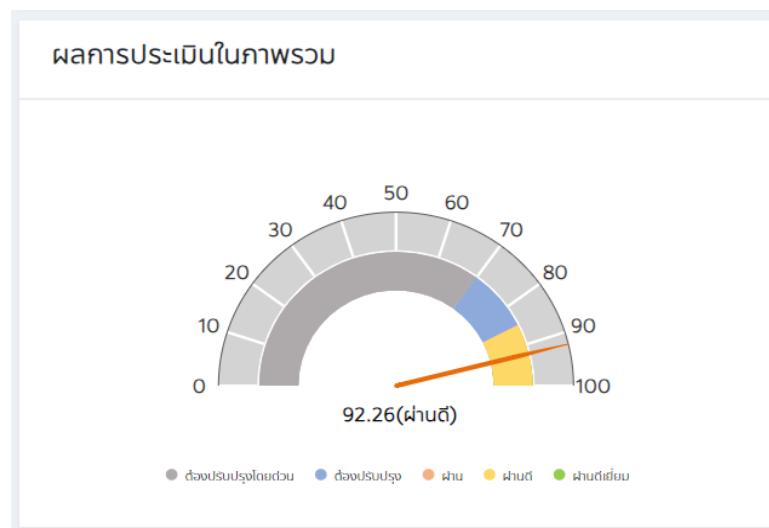 ผลการประเมินในภาพรวม
50
40 60
30 70
20 80
10 90
0 100
92.26(ผ่านดี)
ต้องปรับปรุงโดยด่วน ต้องปรับปรุง ผ่าน ผ่านดี ผ่านดีเยี่ยม